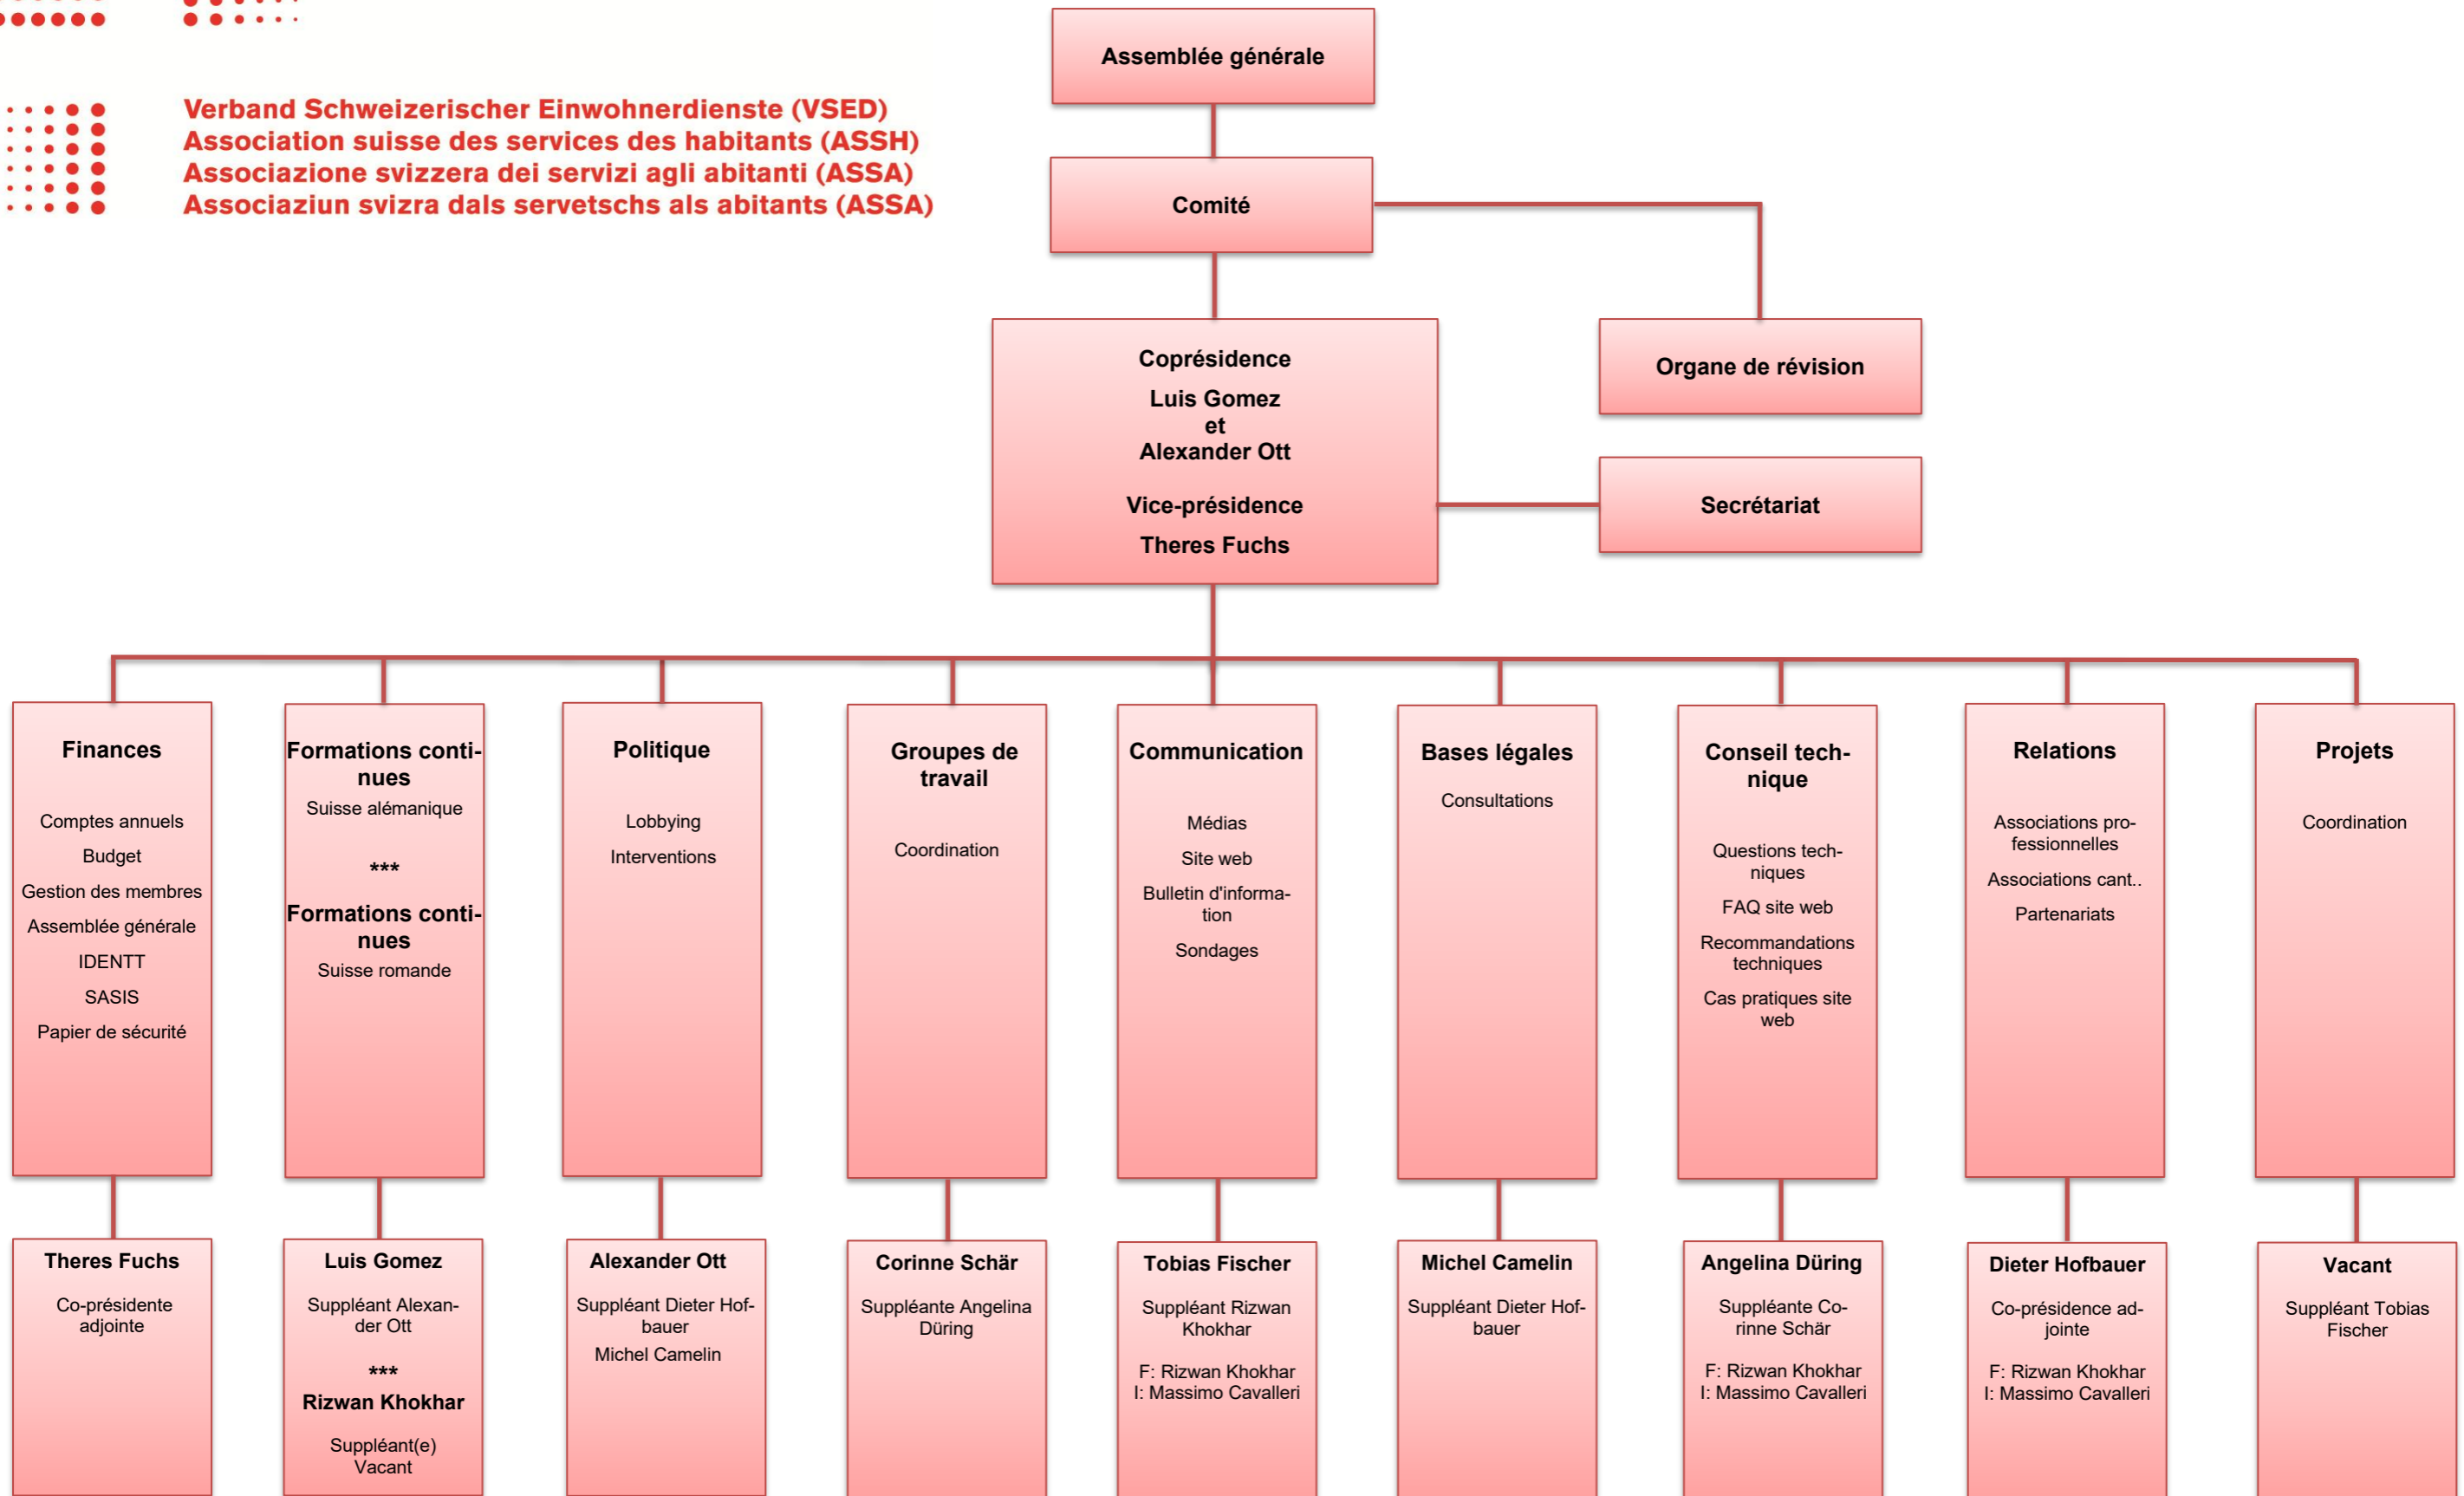 Verband Schweizerischer Einwohnerdienste (VSED)
Association suisse des services des habitants (ASSH)
Associazione svizzera dei servizi agli abitanti (ASSA)
Associaziun svizra dals servetschs als abitants (ASSA)
Assemblée générale
Comité
Organe de révision
Coprésidence
Luis Gomez
et
Alexander Ott
Vice-présidence
Theres Fuchs
Secrétariat
Finances
Comptes annuels
Budget
Gestion des membres
Assemblée générale
IDENTT
SASIS
Papier de sécurité
Formations conti-
nues
Suisse alémanique
***
Formations conti-
nues
Suisse romande
Politique
Lobbying
Interventions
Groupes de
travail
Coordination
Communication
Médias
Site web
Bulletin d'informa-
tion
Sondages
Bases légales
Consultations
Conseil tech-
nique
Questions tech-
niques
FAQ site web
Recommandations
techniques
Cas pratiques site
web
Relations
Associations pro-
fessionnelles
Associations cant..
Partenariats
Projets
Coordination
Theres Fuchs
Co-présidente
adjointe
Luis Gomez
Suppléant Alexan-
der Ott
***
Rizwan Khokhar
Suppléant(e)
Vacant
Alexander Ott
Suppléant Dieter Hof-
bauer
Michel Camelin
Corinne Schär
Suppléante Angelina
Düring
Tobias Fischer
Suppléant Rizwan
Khokhar
F: Rizwan Khokhar
I: Massimo Cavalleri
Michel Camelin
Suppléant Dieter Hof-
bauer
Angelina Düring
Suppléante Co-
rinne Schär
F: Rizwan Khokhar
I: Massimo Cavalleri
Dieter Hofbauer
Co-présidence ad-
jointe
F: Rizwan Khokhar
I: Massimo Cavalleri
Vacant
Suppléant Tobias
Fischer